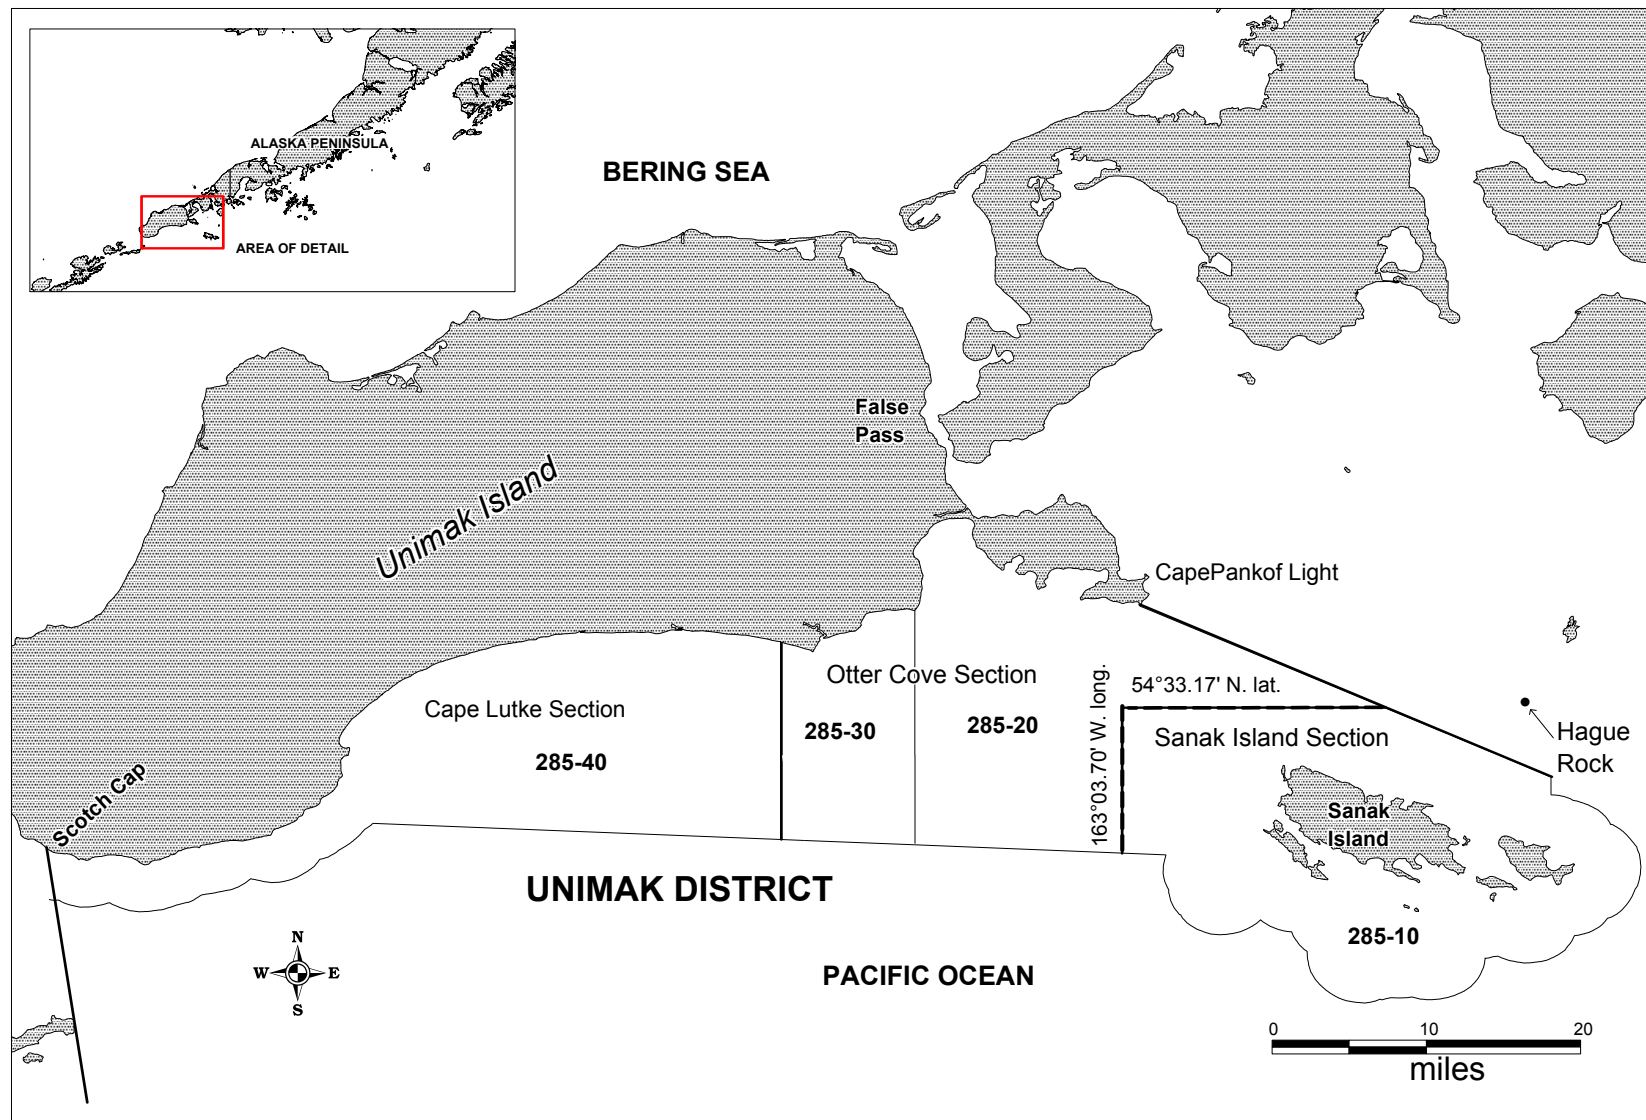 ALASKA PENINSULA
AREA OF DETAIL
BERING SEA
False
Pass
Unimak Island
CapePankof Light
Otter Cove Section
163°03.70' W. long.
54°33.17' N. lat.
Cape Lutke Section
285-30
285-20
Sanak Island Section
Hague
Rock
285-40
Scotch Cap
Sanak
Island
UNIMAK DISTRICT
285-10
N
W E
S
PACIFIC OCEAN
0 10 20
miles